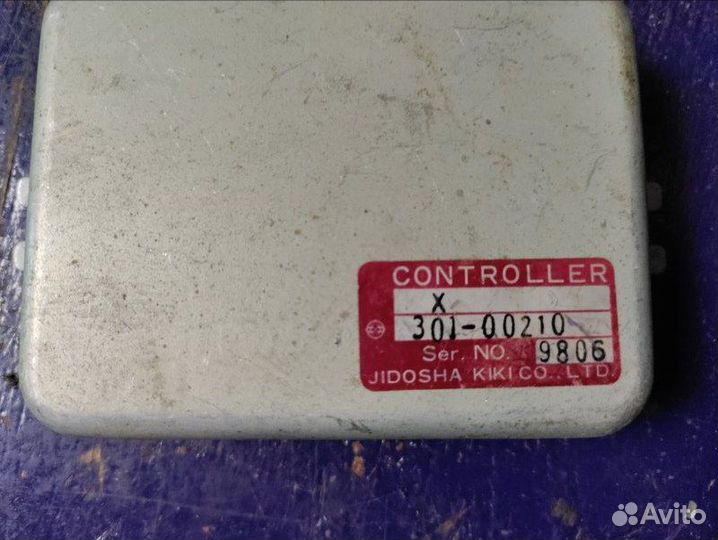 CONTROLLER
X
301-00210
Ser. NO. 9806
JIDOSHA KIKI CO., LTD.
Avito